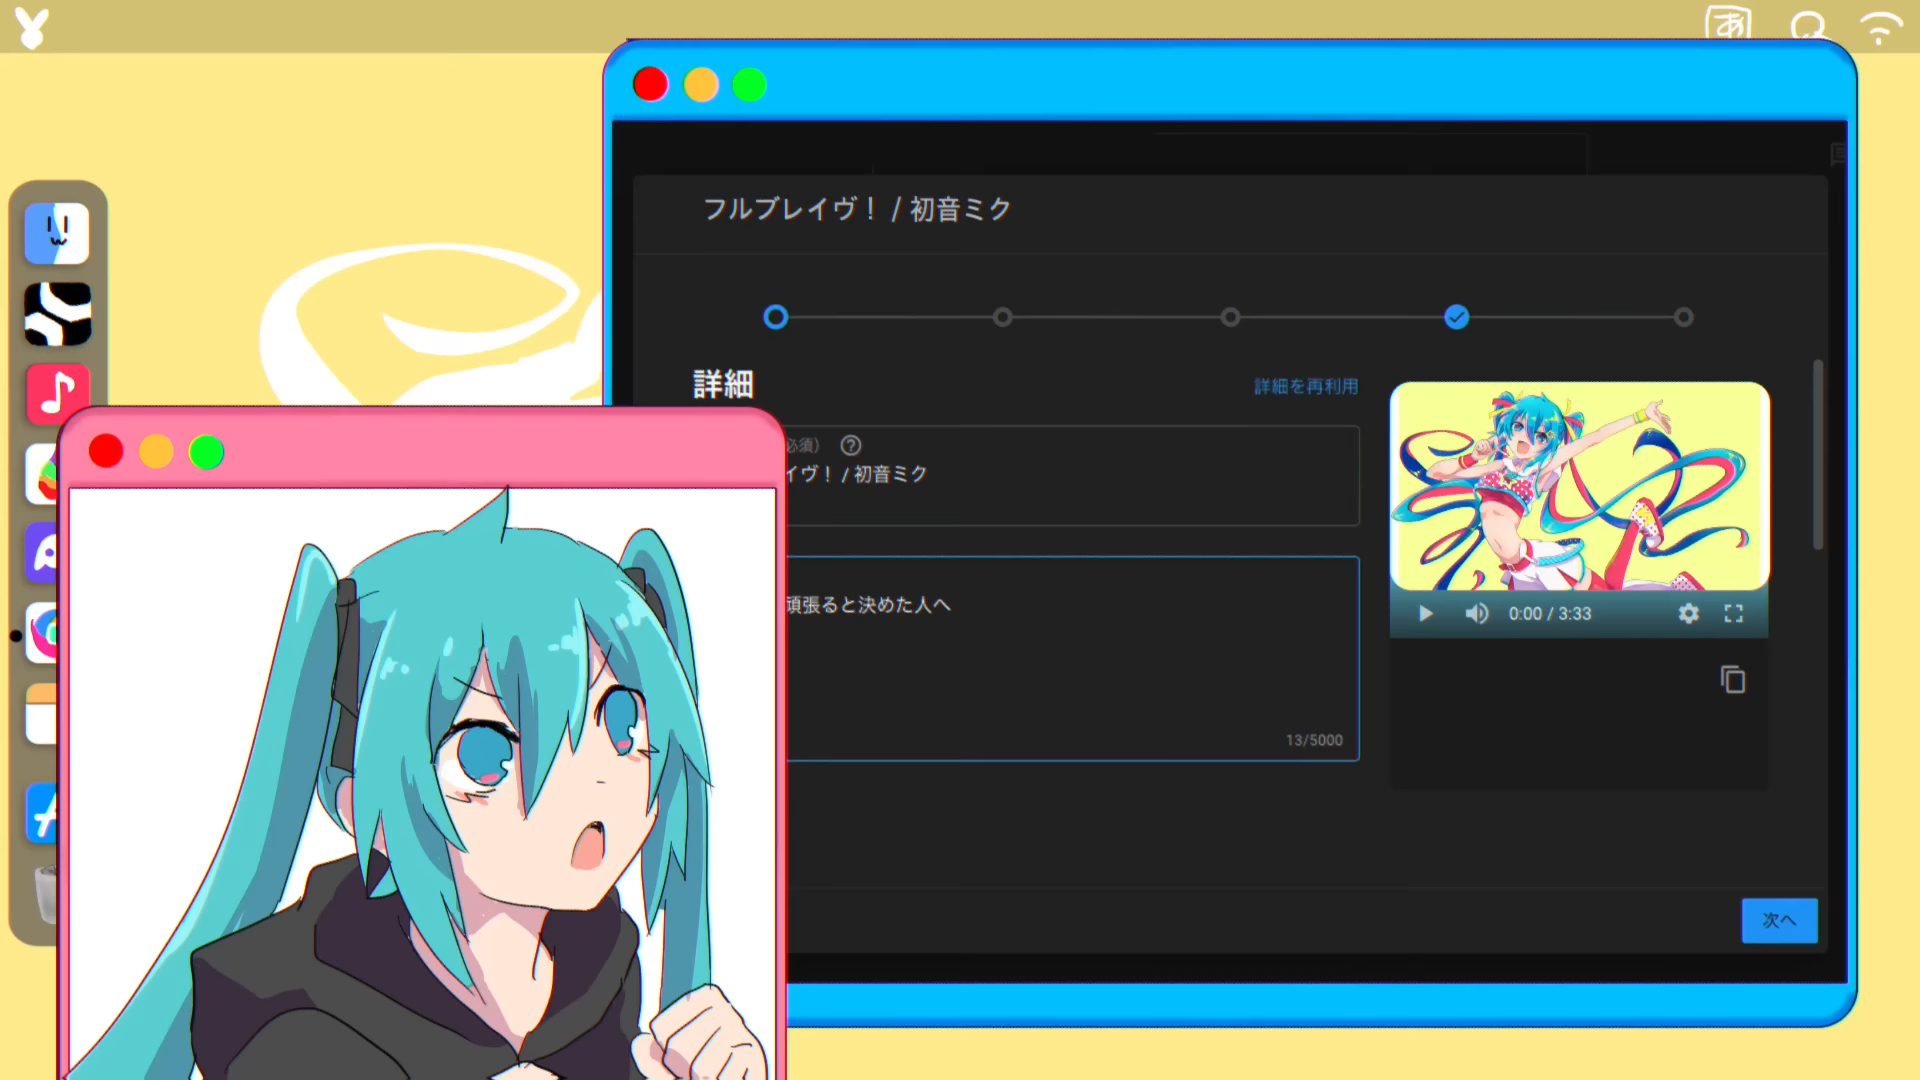 あ
フルブレイヴ! / 初音ミク
詳細
詳細を再利用
必須)
イヴ! / 初音ミク
頑張ると決めた人へ
13/5000
0:00 / 3:33
次へ